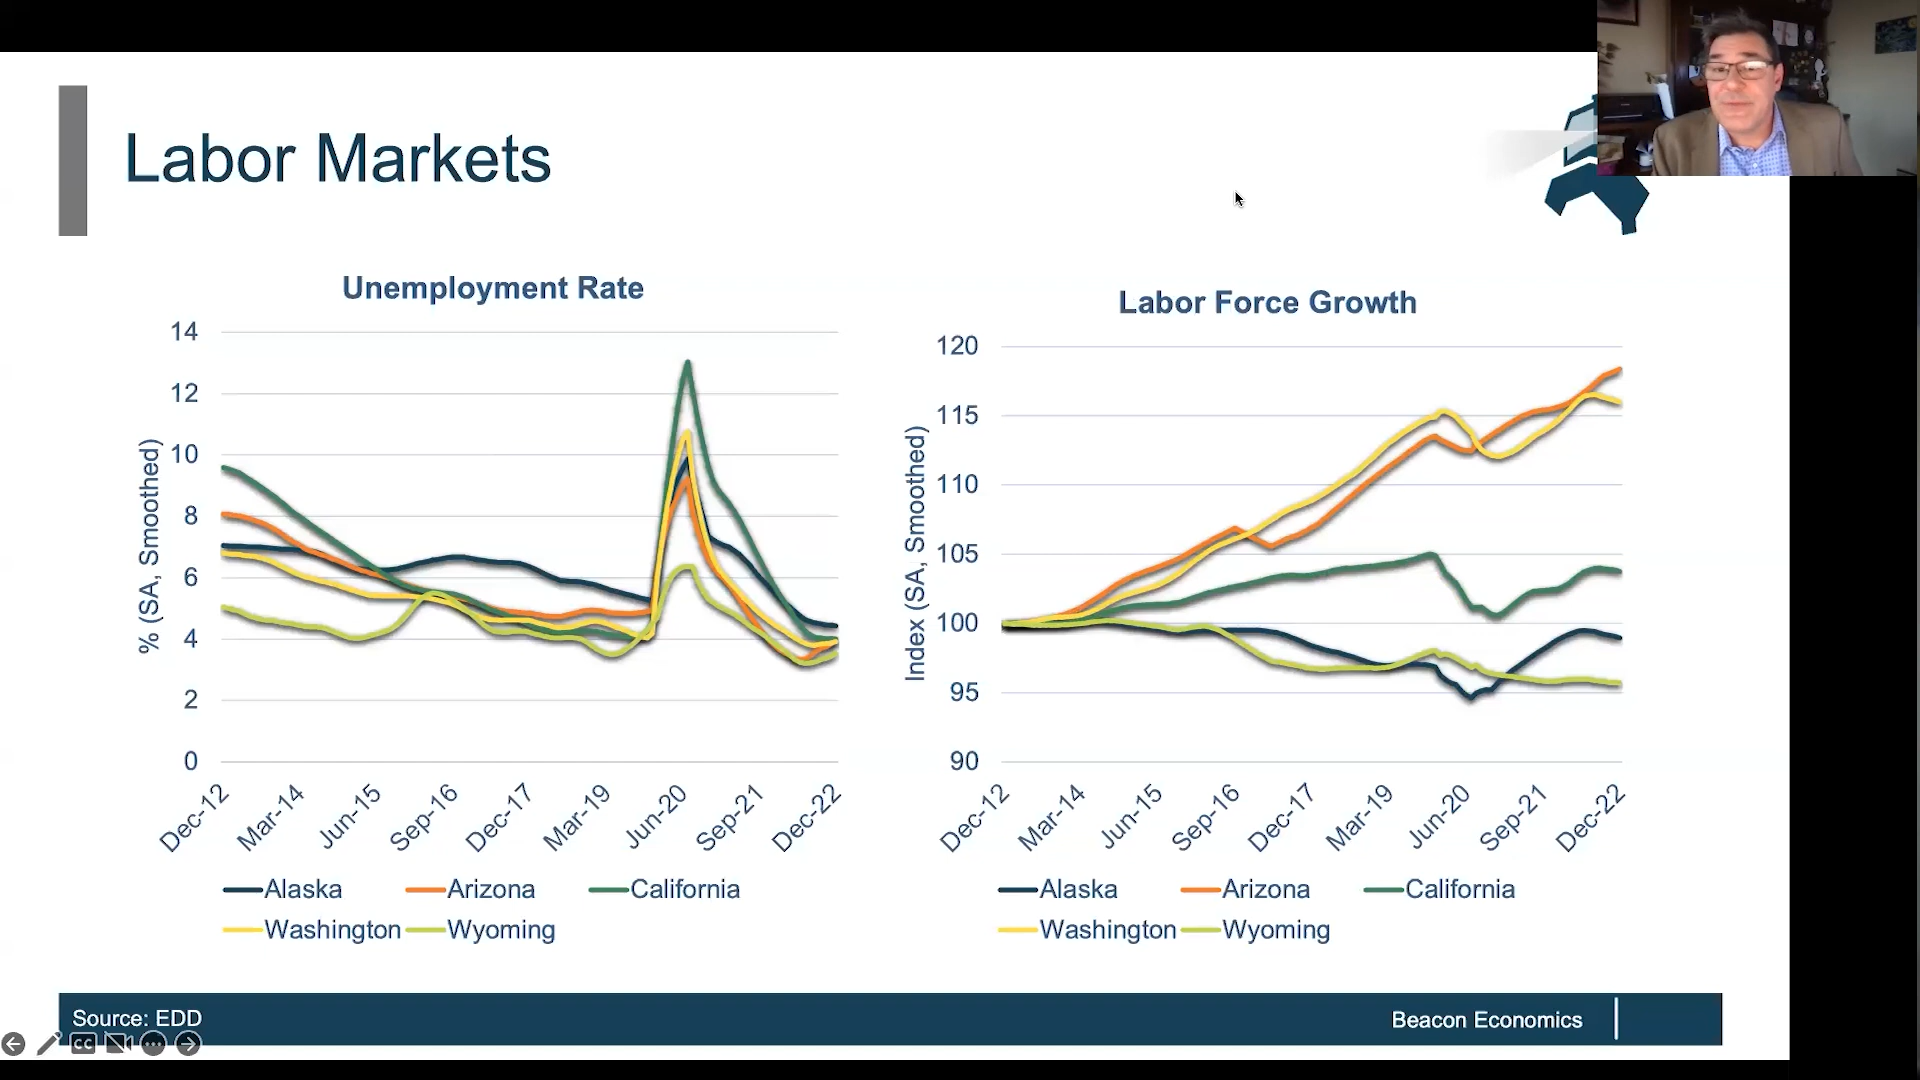 Labor Markets
Unemployment Rate
14
12
10
8
6
4
2
0
% (SA, Smoothed)
Dec-12
Mar-14
Jun-15
Sep-16
Dec-17
Mar-19
Jun-20
Sep-21
Dec-22
Alaska
Arizona
California
Washington
Wyoming
Labor Force Growth
120
115
110
105
100
95
90
Index (SA, Smoothed)
Dec-12
Mar-14
Jun-15
Sep-16
Dec-17
Mar-19
Jun-20
Sep-21
Dec-22
Alaska
Arizona
California
Washington
Wyoming
Source: EDD
Beacon Economics
CC